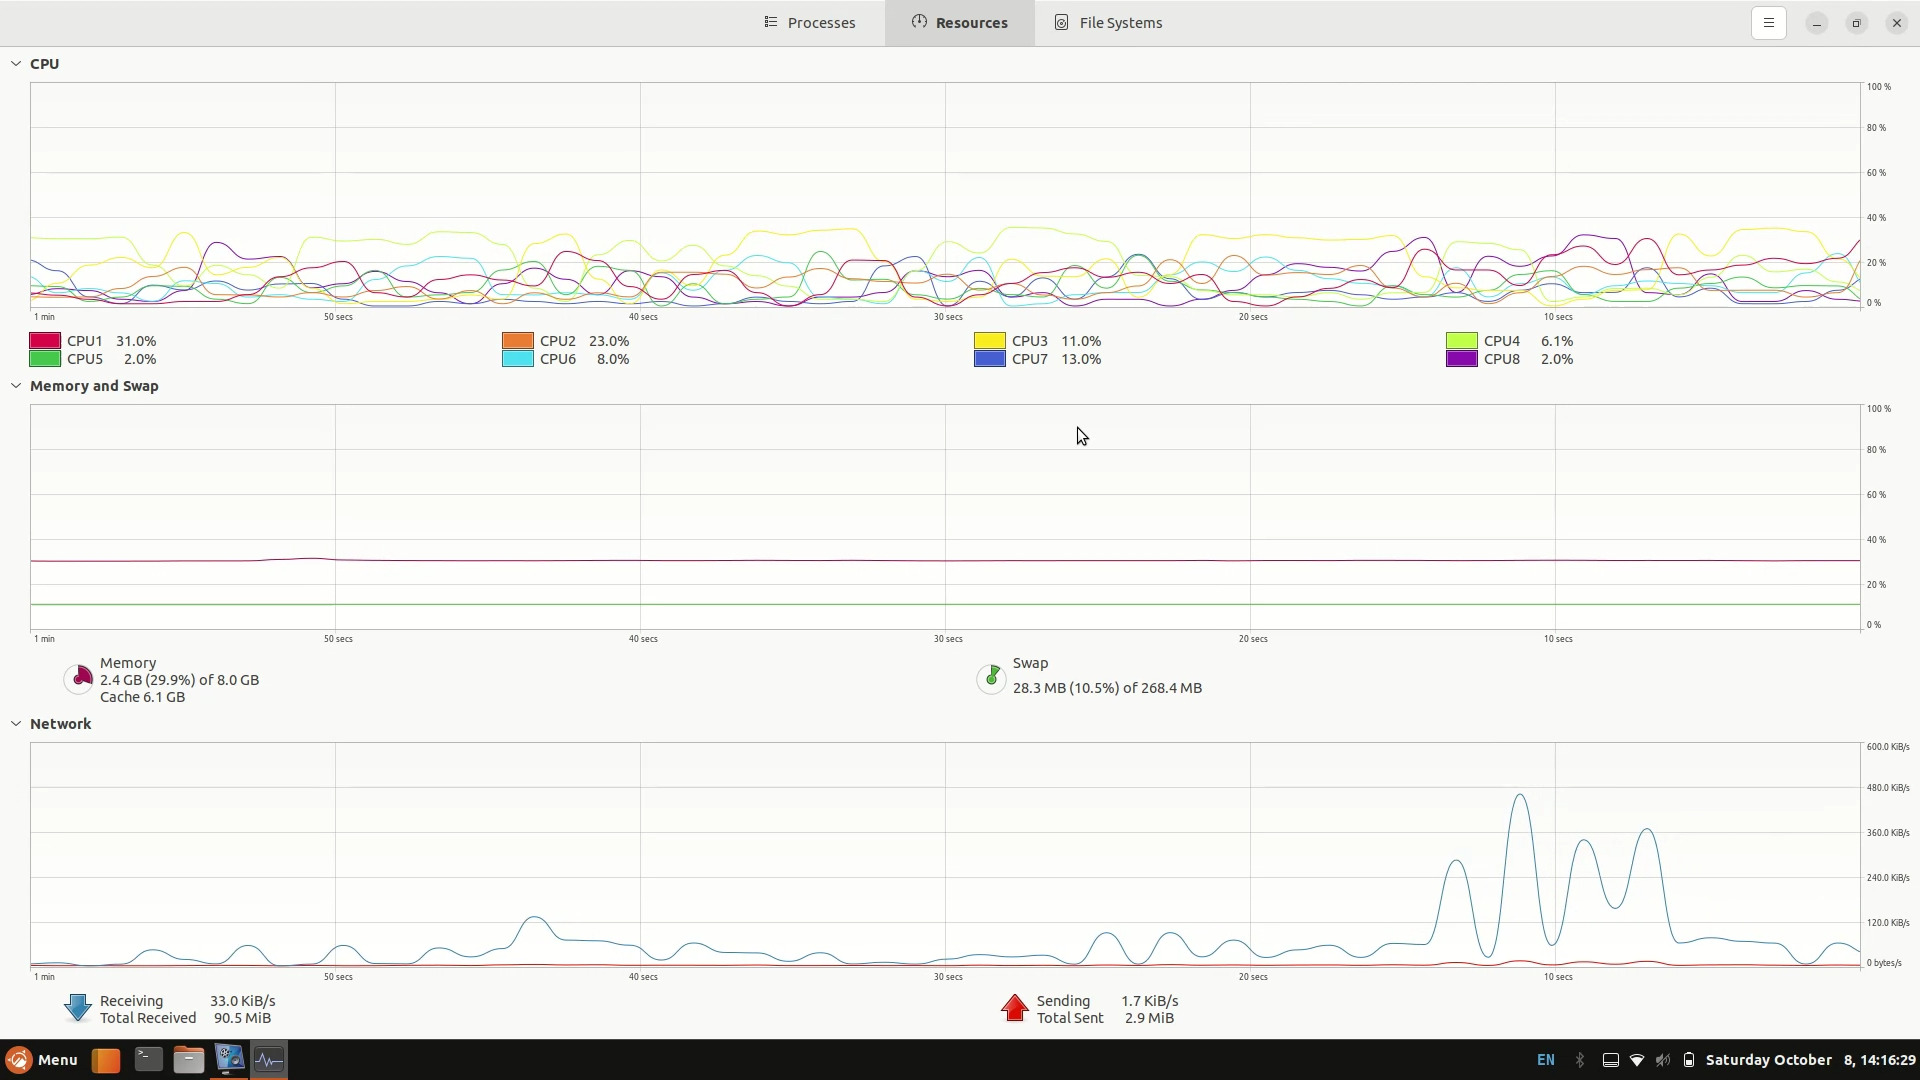 Processes Resources File Systems
CPU
100 %
80 %
60 %
40 %
20 %
0 %
1 min 50 secs 40 secs 30 secs 20 secs 10 secs
CPU1 31.0% CPU2 23.0% CPU3 11.0% CPU4 6.1%
CPU5 2.0% CPU6 8.0% CPU7 13.0% CPU8 2.0%
Memory and Swap
100 %
80 %
60 %
40 %
20 %
0 %
1 min 50 secs 40 secs 30 secs 20 secs 10 secs
Memory
2.4 GB (29.9%) of 8.0 GB
Cache 6.1 GB
Swap
28.3 MB (10.5%) of 268.4 MB
Network
600.0 KiB/s
480.0 KiB/s
360.0 KiB/s
240.0 KiB/s
120.0 KiB/s
0 bytes/s
1 min 50 secs 40 secs 30 secs 20 secs 10 secs
Receiving 33.0 KiB/s
Total Received 90.5 MiB
Sending 1.7 KiB/s
Total Sent 2.9 MiB
Menu EN Saturday October 8, 14:16:29